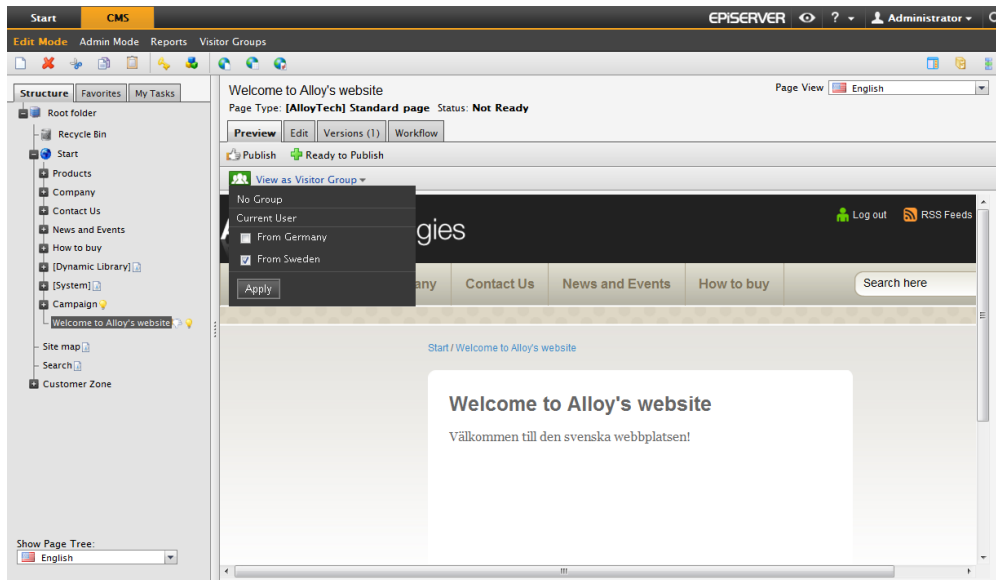 Start CMS EPiSERVER ? Administrator
Edit Mode Admin Mode Reports Visitor Groups
Structure Favorites My Tasks
Root folder
Recycle Bin
Start
Products
Company
Contact Us
News and Events
How to buy
[Dynamic Library]
[System]
Campaign
Welcome to Alloy's website
Site map
Search
Customer Zone
Show Page Tree:
English
Welcome to Alloy's website
Page View English
Page Type: [AlloyTech] Standard page Status: Not Ready
Preview Edit Versions (1) Workflow
Publish Ready to Publish
View as Visitor Group
No Group
Current User
From Germany
From Sweden
Apply
gies
Log out RSS Feeds
any Contact Us News and Events How to buy Search here
Start / Welcome to Alloy's website
Welcome to Alloy's website
Välkommen till den svenska webbplatsen!